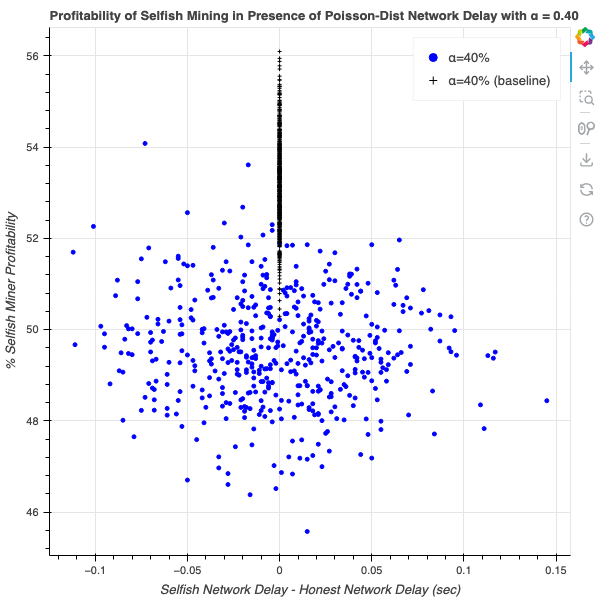 Profitability of Selfish Mining in Presence of Poisson-Dist Network Delay with α = 0.40
α=40%
α=40% (baseline)
56
54
52
50
48
46
% Selfish Miner Profitability
−0.1
−0.05
0
0.05
0.1
0.15
Selfish Network Delay - Honest Network Delay (sec)